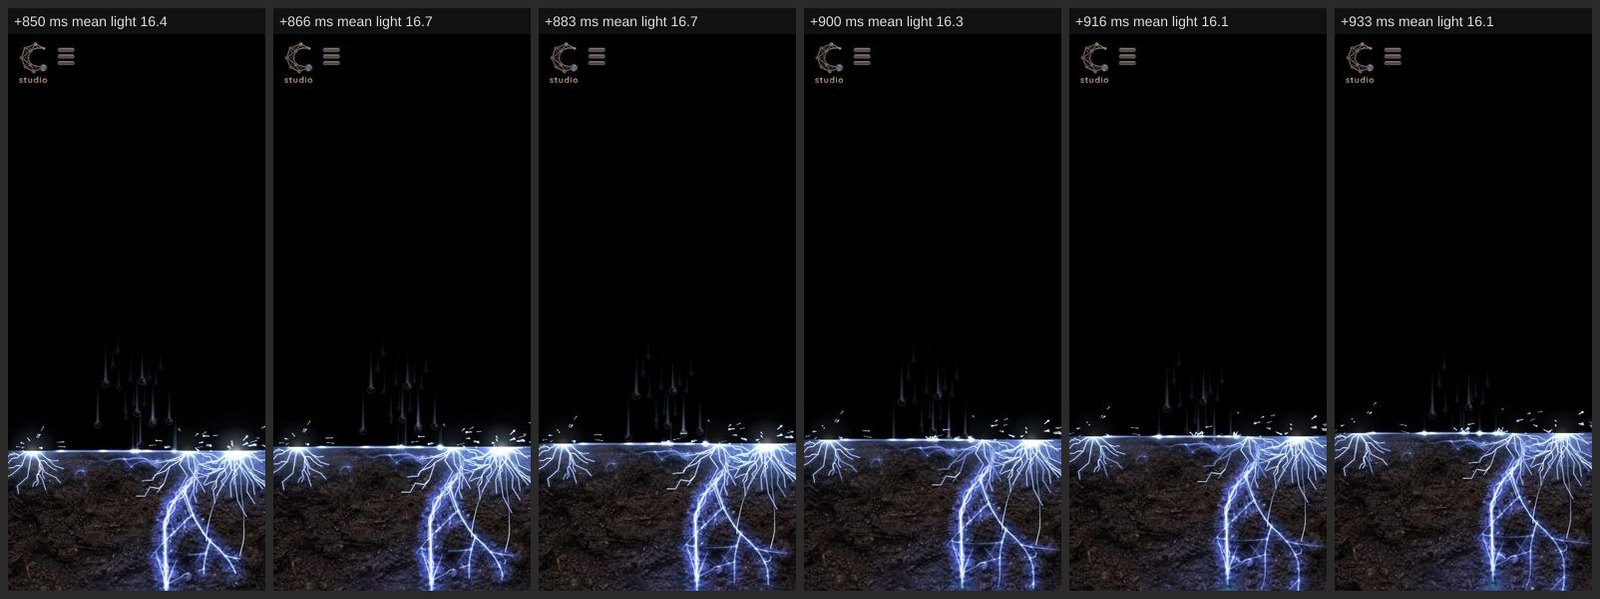 +850 ms mean light 16.4
+866 ms mean light 16.7
+883 ms mean light 16.7
+900 ms mean light 16.3
+916 ms mean light 16.1
+933 ms mean light 16.1
studio
studio
studio
studio
studio
studio